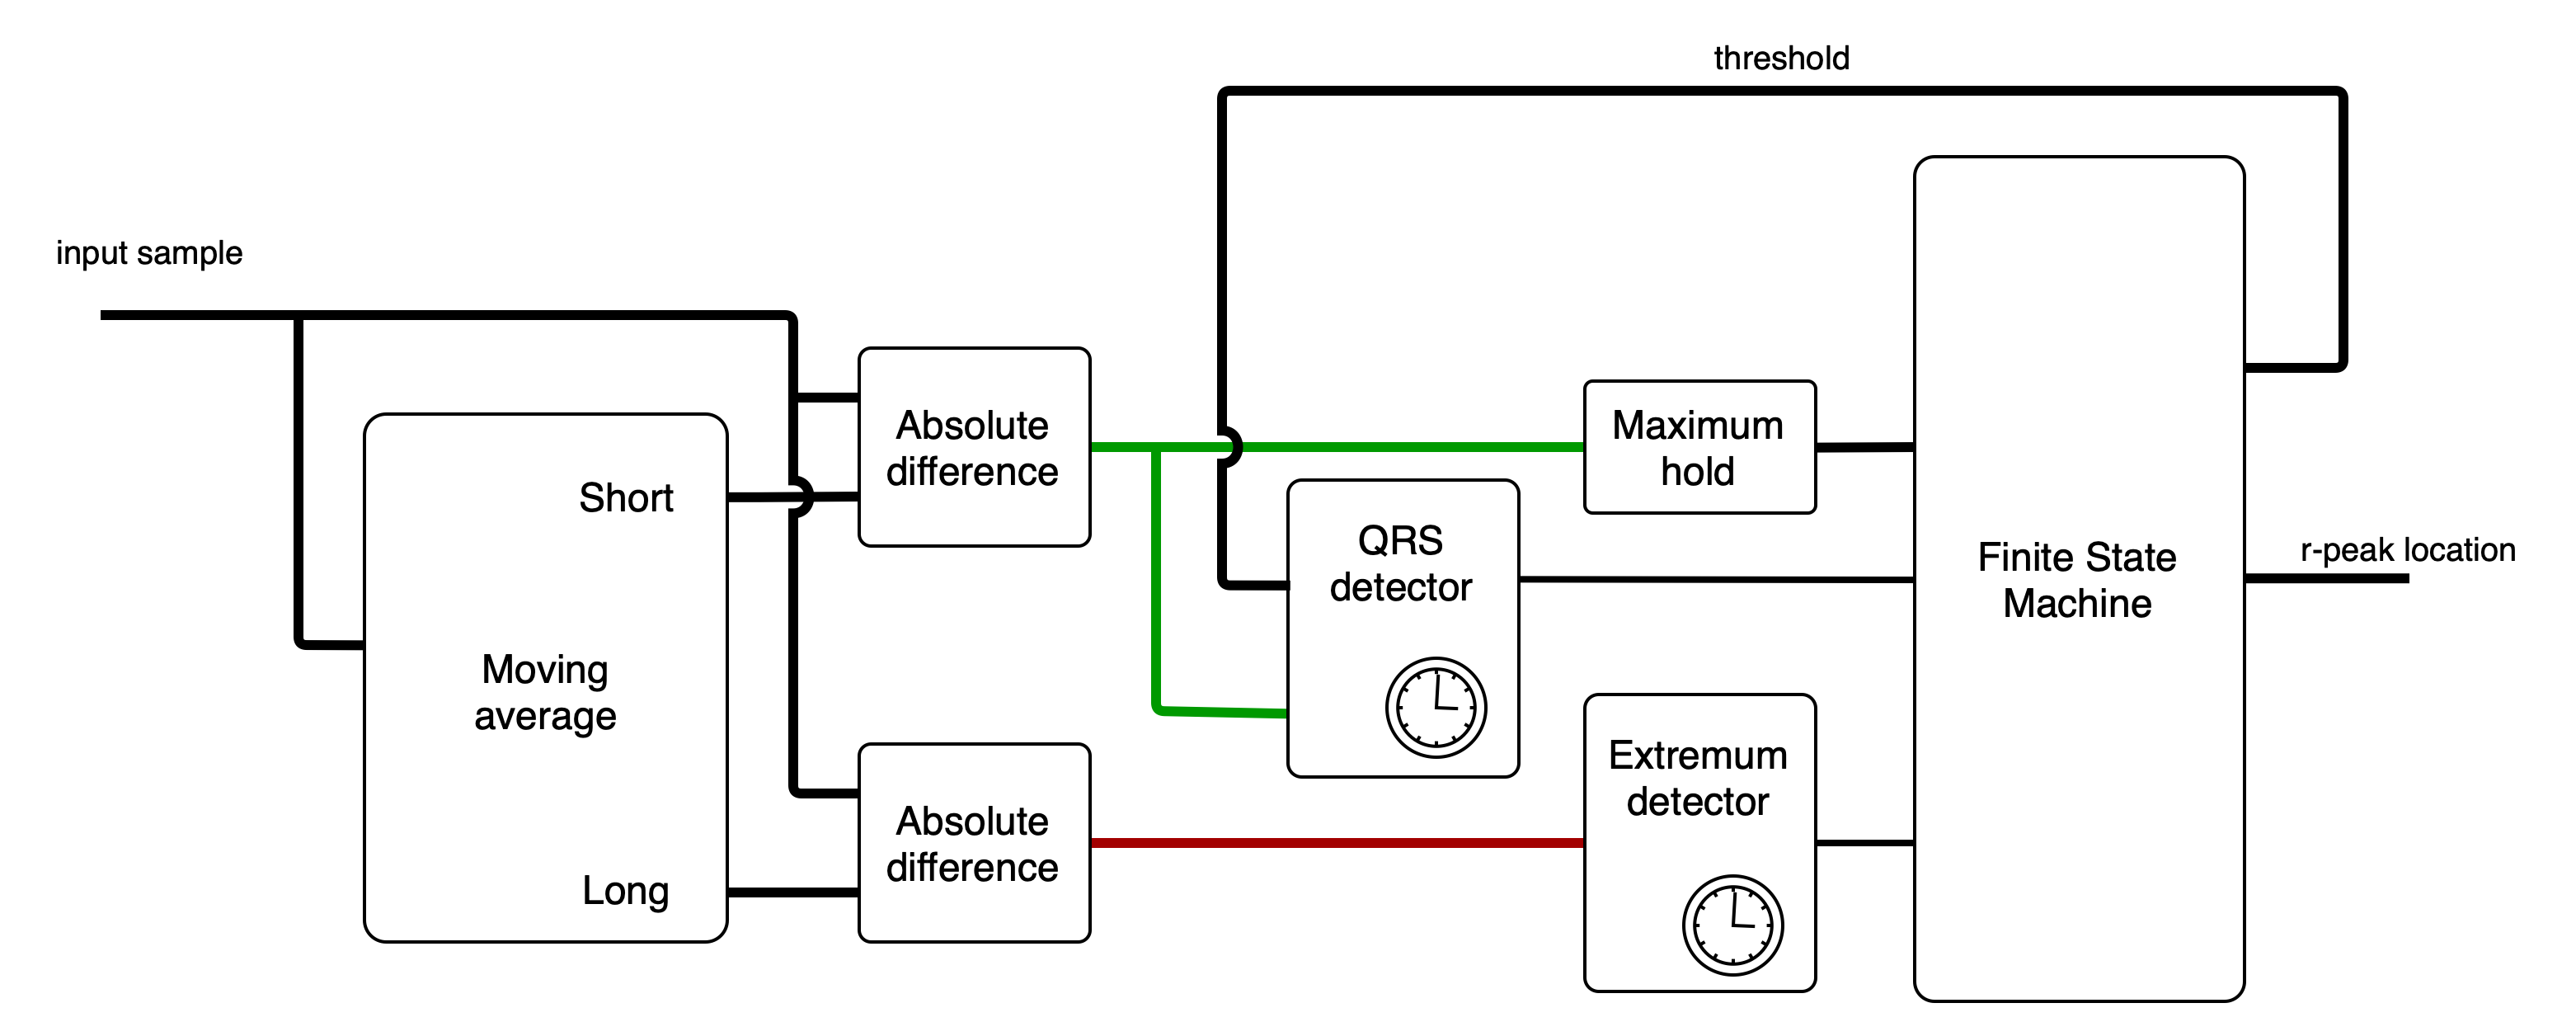 threshold
input sample
Absolute
difference
Maximum
hold
Short
QRS
detector
Finite State
Machine
r-peak location
Moving
average
Extremum
detector
Absolute
difference
Long